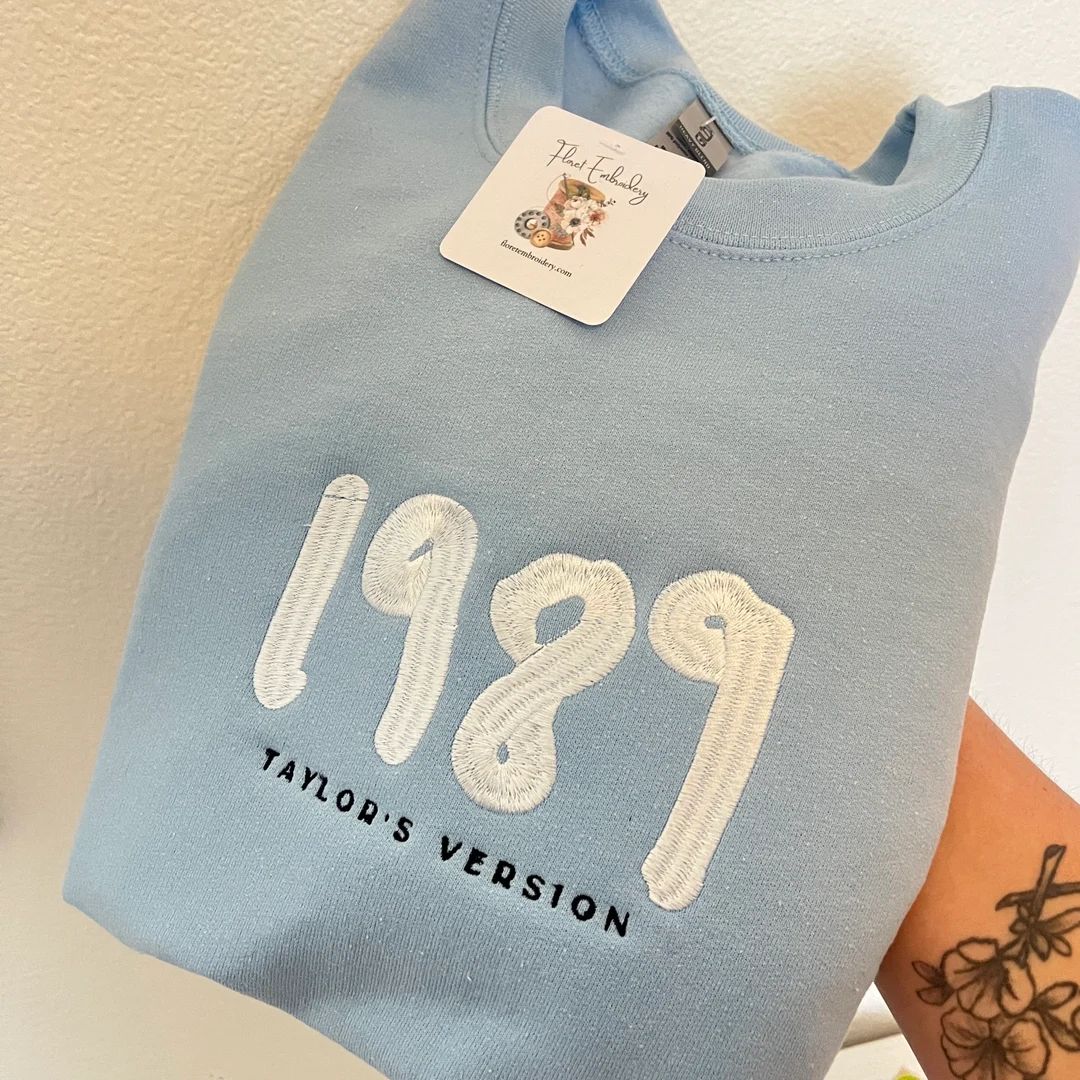 Floret Embroidery
floretembroidery.com
1989
TAYLOR'S VERSION